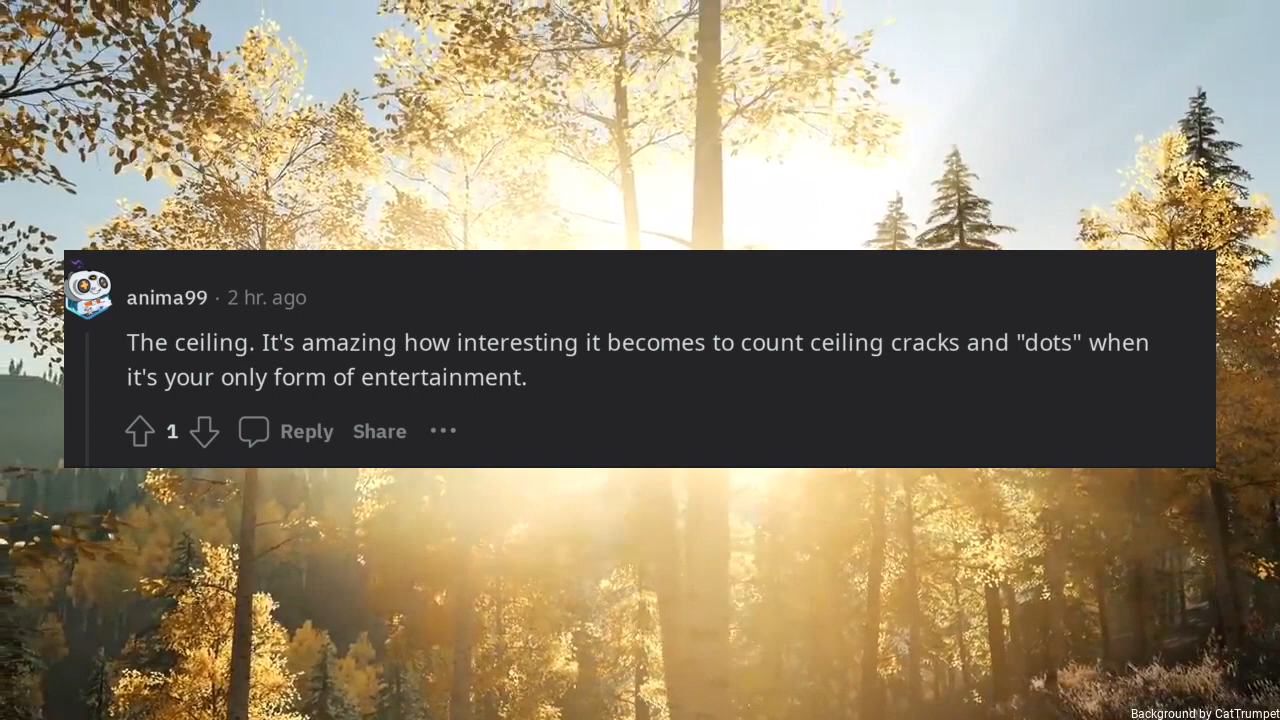 anima99 · 2 hr. ago
The ceiling. It's amazing how interesting it becomes to count ceiling cracks and "dots" when
it's your only form of entertainment.
1 Reply Share ···
Background by CatTrumpet